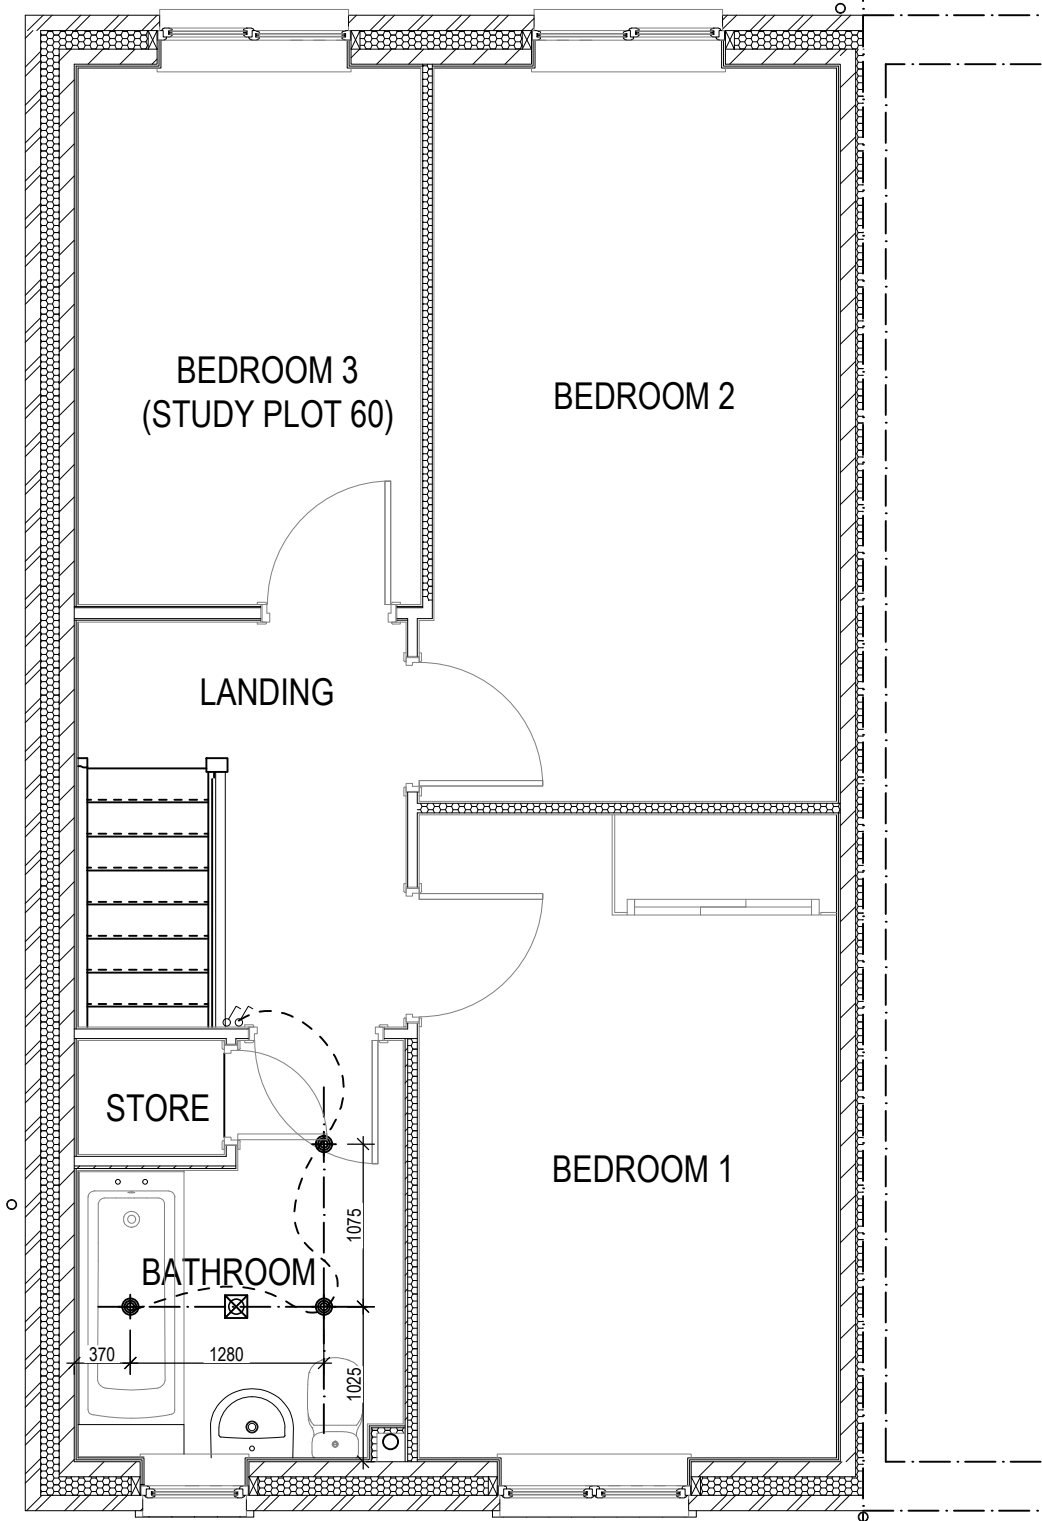 BEDROOM 3
(STUDY PLOT 60)
BEDROOM 2
LANDING
STORE
BEDROOM 1
1075
BATHROOM
370
1280
1025